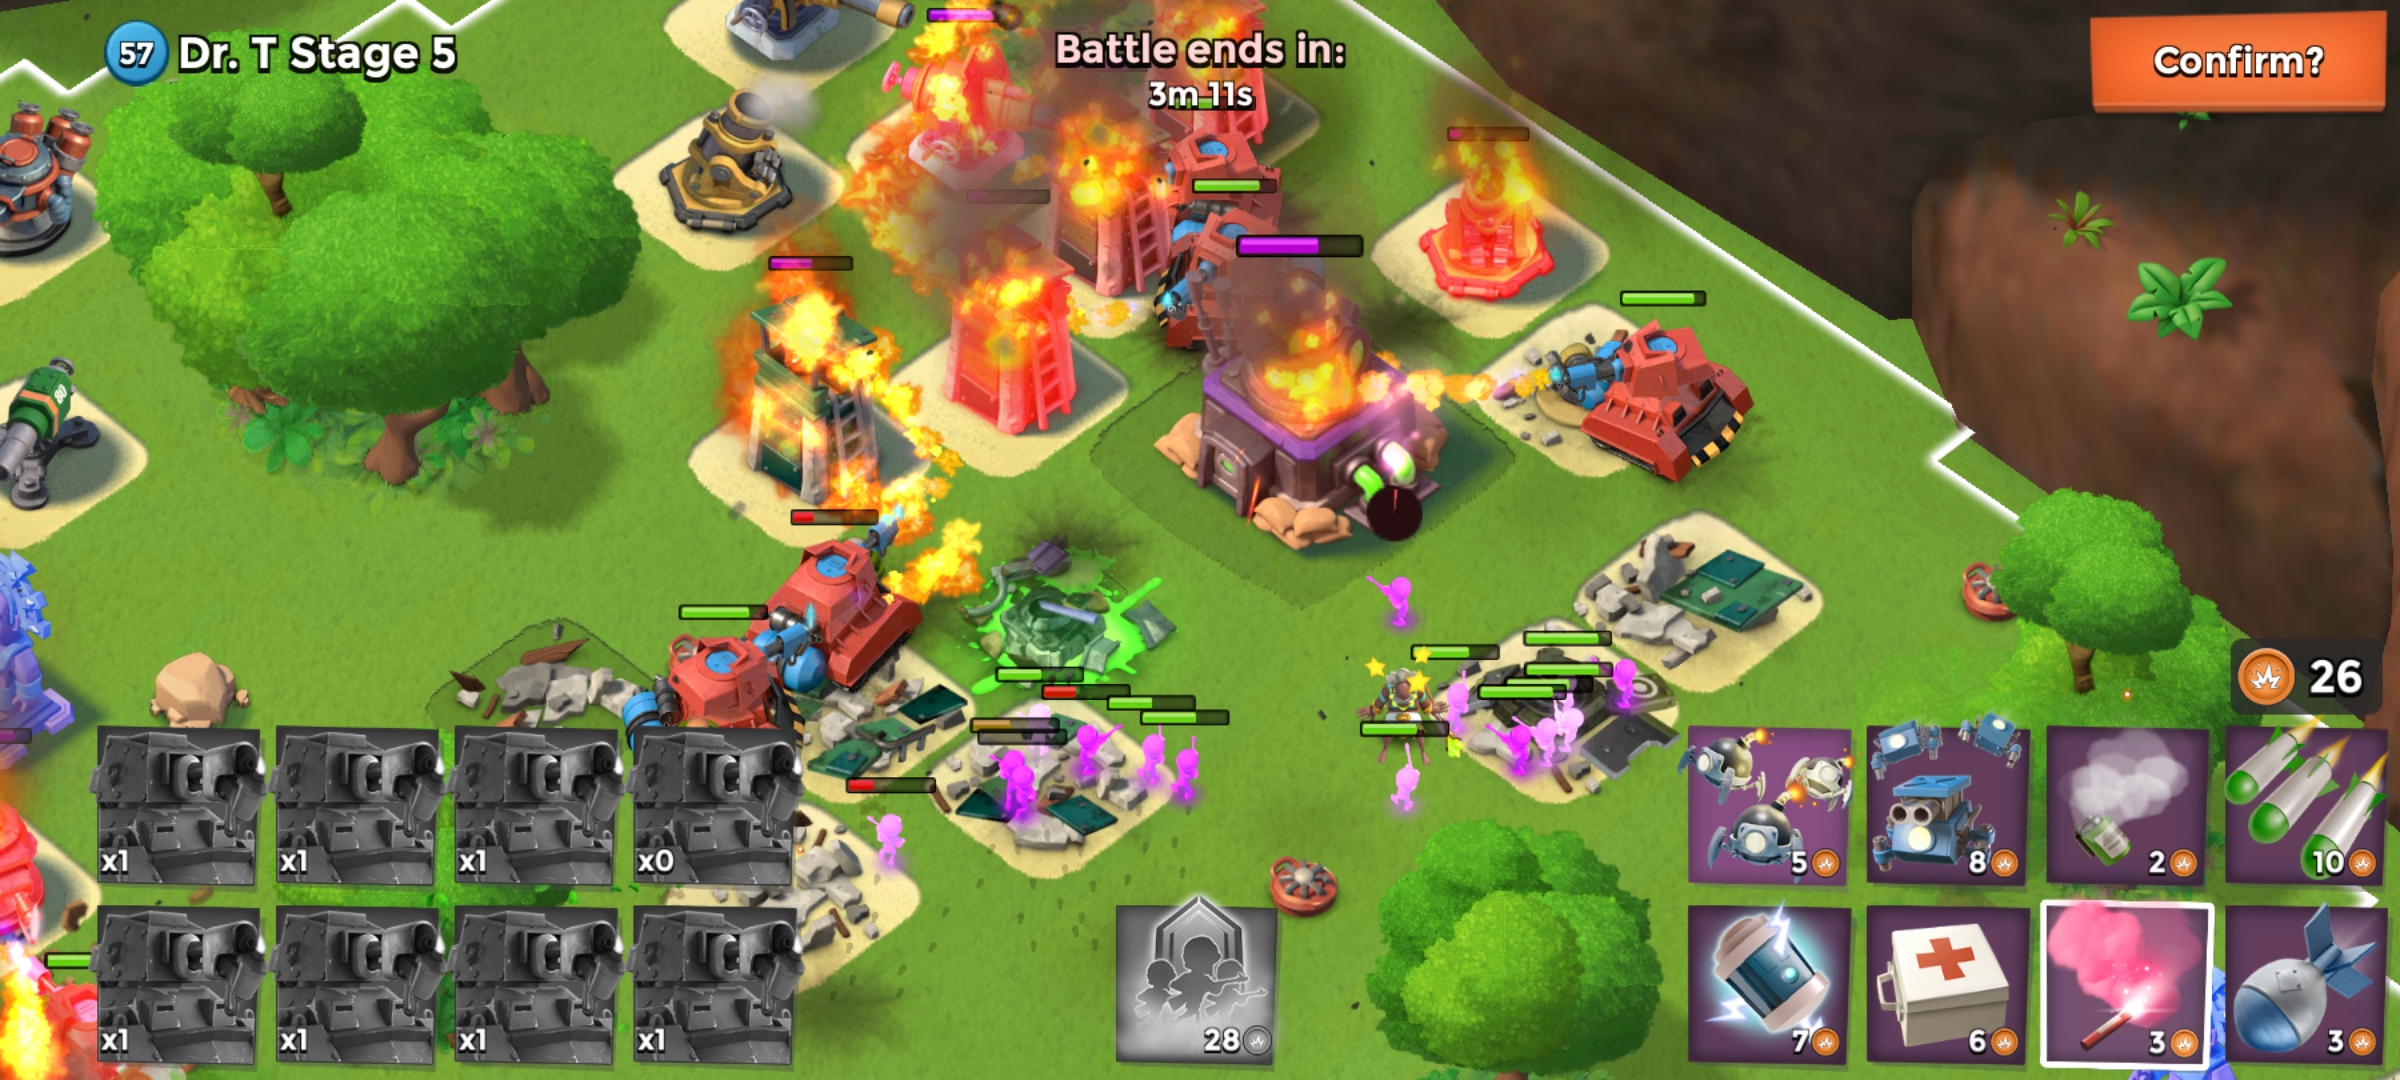 57 Dr. T Stage 5
Battle ends in:
3m 11s
Confirm?
80
26
x1 x1 x1 x0
5 8 2 10
x1 x1 x1 x1
28
7 6 3 3